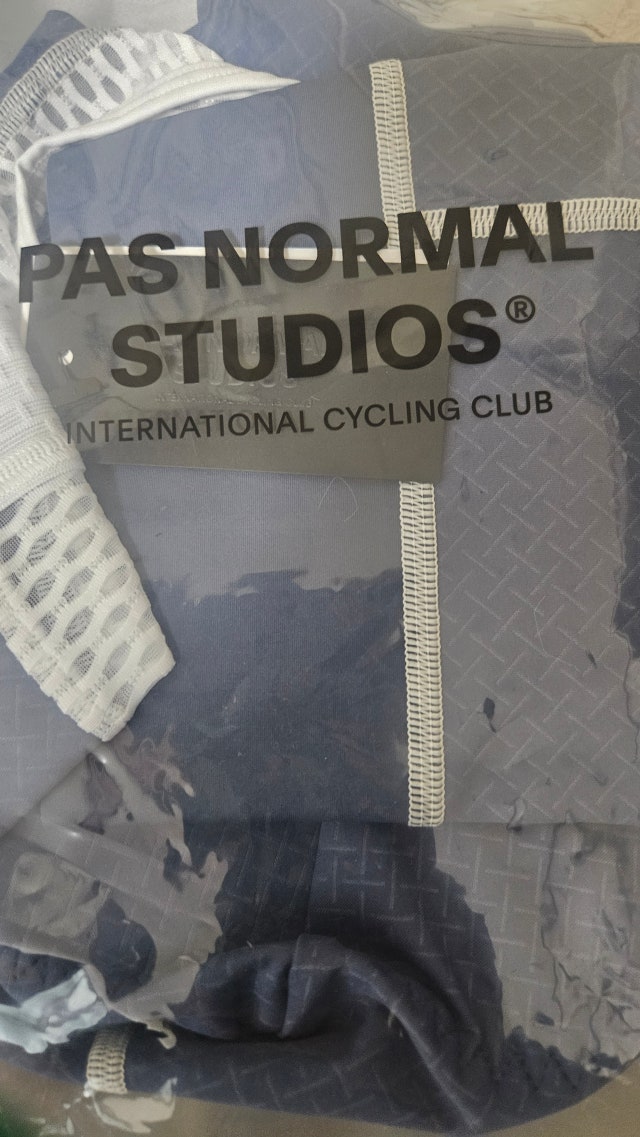 PAS NORMAL
STUDIOS®
INTERNATIONAL CYCLING CLUB